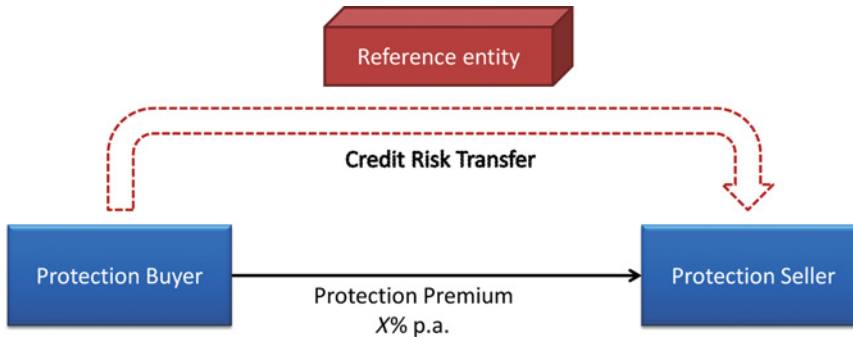 Reference entity
Credit Risk Transfer
Protection Buyer
Protection Seller
Protection Premium
X% p.a.